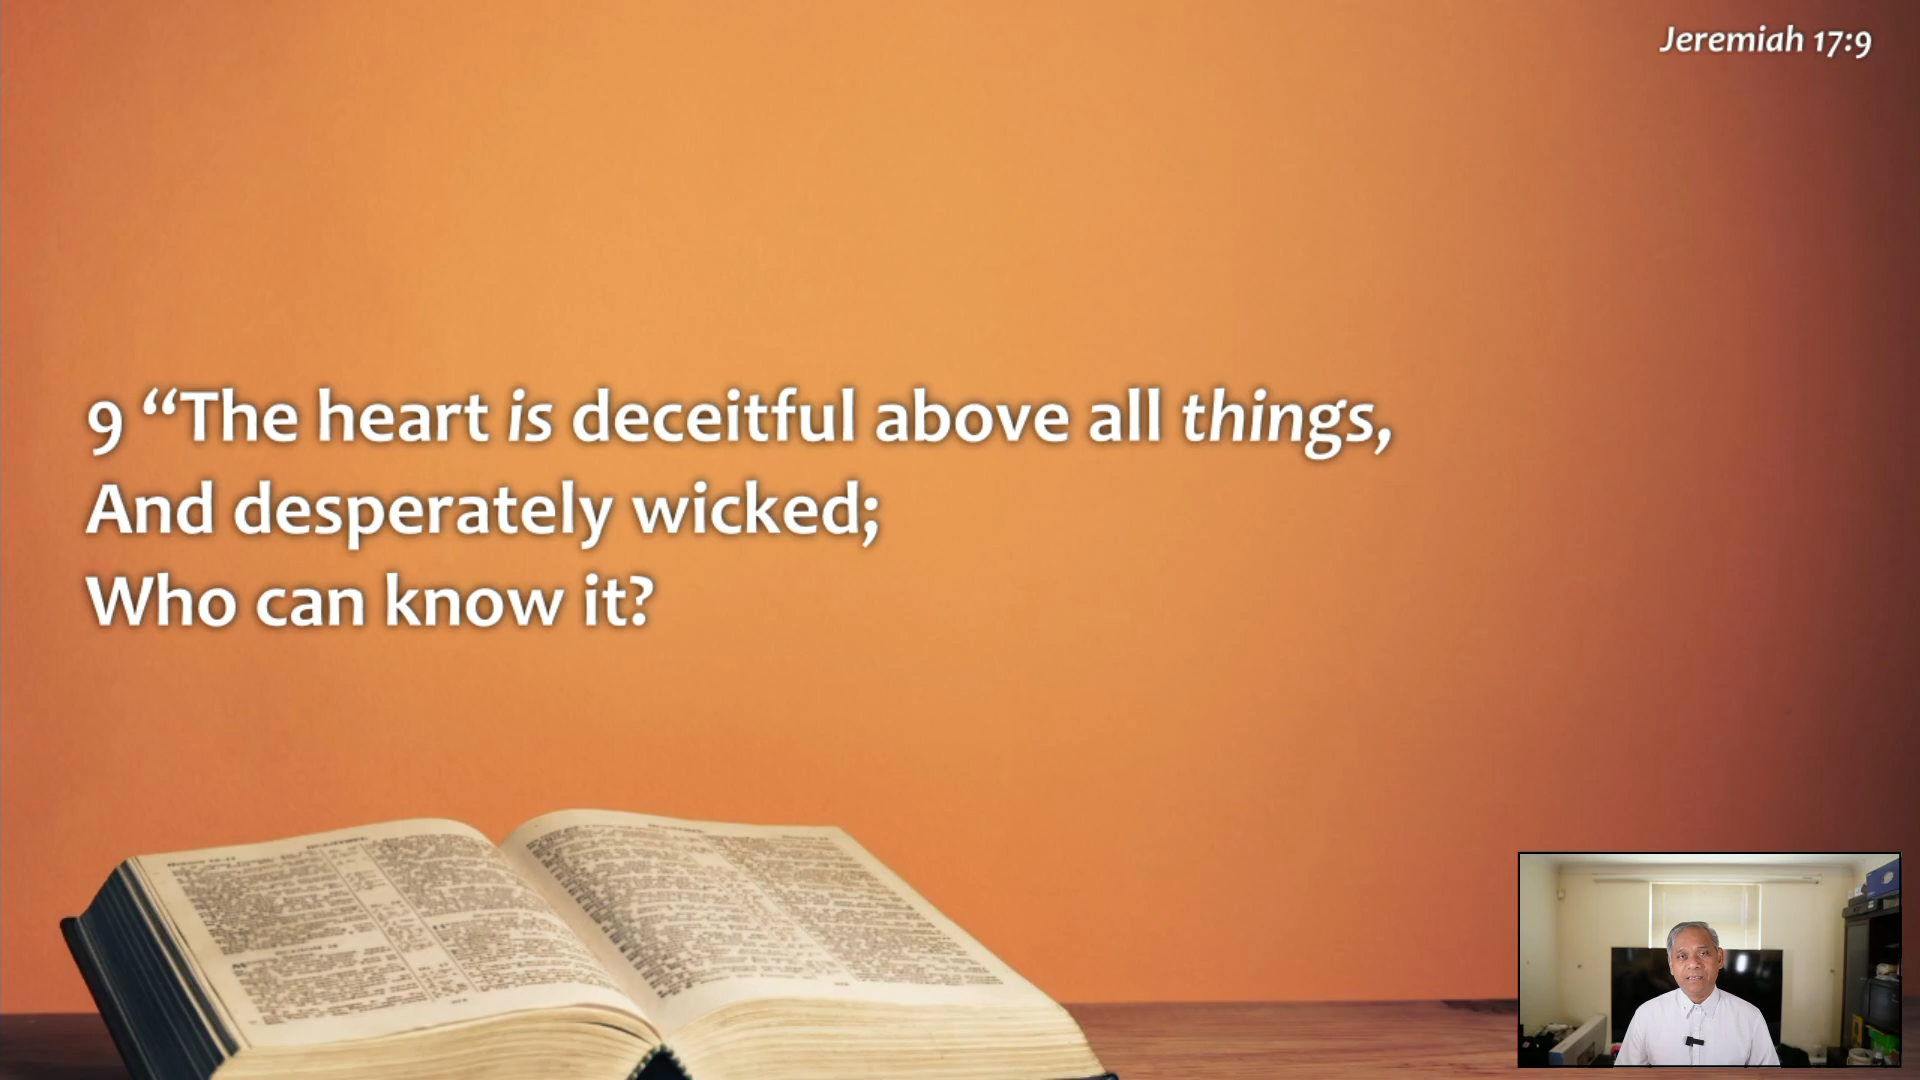 Jeremiah 17:9
9 “The heart is deceitful above all things,
And desperately wicked;
Who can know it?